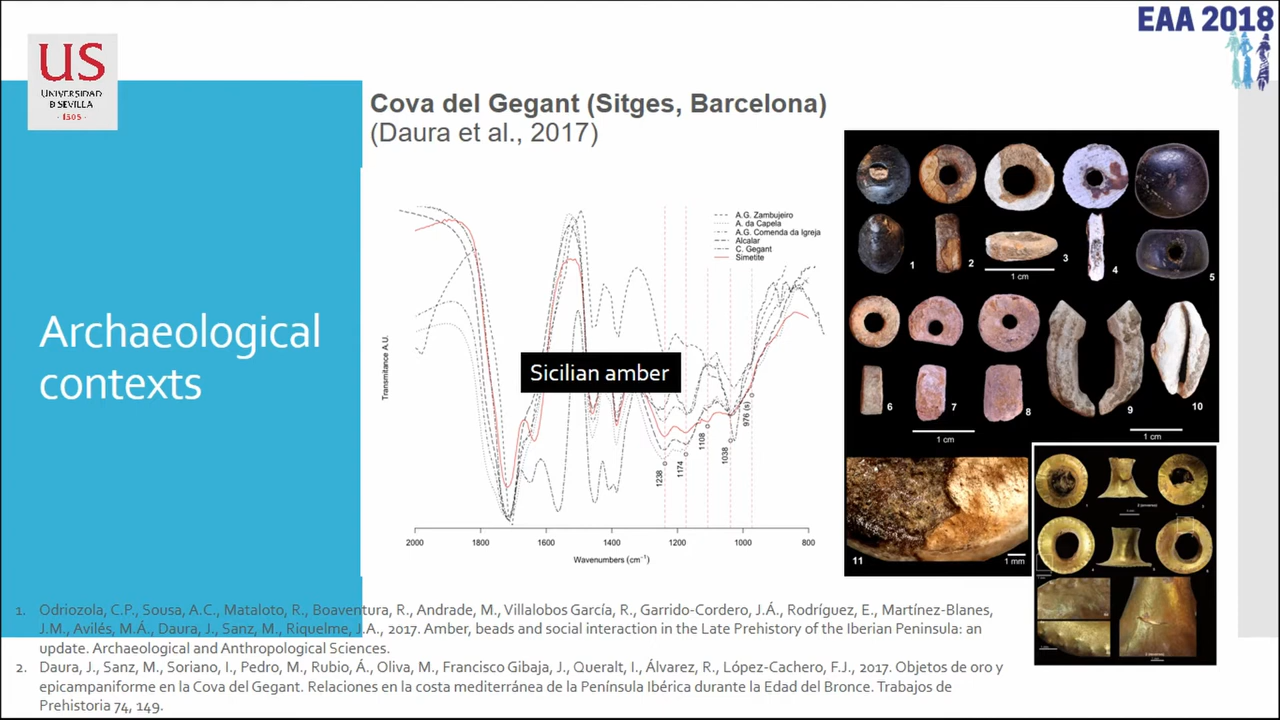 EAA 2018
US
UNIVERSIDAD
D SEVILLA
· 1505 ·
Cova del Gegant (Sitges, Barcelona)
(Daura et al., 2017)
Archaeological
contexts
A.G. Zambujeiro
A. da Capela
A.G. Comenda da Igreja
Alcalar
C. Gegant
Simetite
Transmitance A.U.
Sicilian amber
1238
1174
1108
1038
976 (s)
2000 1800 1600 1400 1200 1000 800
Wavenumbers (cm⁻¹)
1 2 3 4 5
1 cm
6 7 8 9 10
1 cm 1 cm
11 1 mm
1. Odriozola, C.P., Sousa, A.C., Mataloto, R., Boaventura, R., Andrade, M., Villalobos García, R., Garrido-Cordero, J.Á., Rodríguez, E., Martínez-Blanes,
J.M., Avilés, M.Á., Daura, J., Sanz, M., Riquelme, J.A., 2017. Amber, beads and social interaction in the Late Prehistory of the Iberian Peninsula: an
update. Archaeological and Anthropological Sciences.
2. Daura, J., Sanz, M., Soriano, I., Pedro, M., Rubio, Á., Oliva, M., Francisco Gibaja, J., Queralt, I., Álvarez, R., López-Cachero, F.J., 2017. Objetos de oro y
epicampaniforme en la Cova del Gegant. Relaciones en la costa mediterránea de la Península Ibérica durante la Edad del Bronce. Trabajos de
Prehistoria 74, 149.